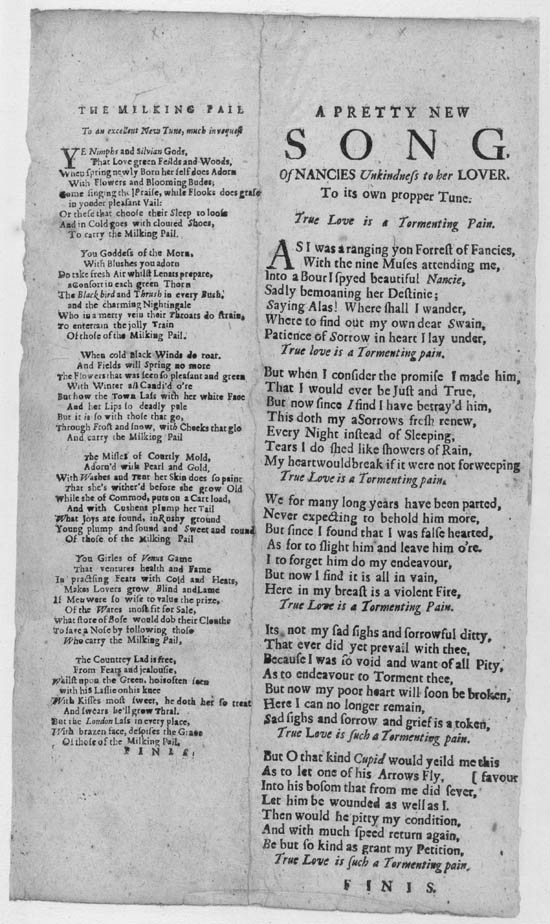 THE MILKING PAIL
To an excellent New Tune, much in request
YE Nimphs and Silvian Gods,
That Love green Feilds and Woods,
When spring newly Born her self does Adorn
With Flowers and Blooming Budes;
Come singing the Praise, while Flooks does grase
in yonder pleasant Vail:
Or these that choose their Sleep to loose
And in Cold goes with cloured Shoes,
To carry the Milking Pail.
You Goddess of the Morn,
With Blushes you adorn
Do take fresh Air whilst Lenats prepare,
a Consort in each green Thorn
The Black bird and Thrush in every Bush,
and the charming Nightingale
Who in a merry vein their Throats do strain,
To entertain the jolly Train
Of those of the Milking Pail.
When cold Black Winds do roar.
And Fields will Spring no more
The Flowers that was seen so pleasant and green
With Winter all Candi'd o're
But how the Town Lass with her white Face
And her Lips so deadly pale
But it is so with those that go,
Through Frost and snow, with Cheeks that glo
And carry the Milking Pail
The Misses of Courtly Mold,
Adorn'd with Pearl and Gold,
With Washes and Tent her Skin does so paint
That she's wither'd before she grow Old
While she of Commod, puts on a Cart load,
And with Cushens plump her Tail
What Joys are found, in Rushy ground
Young plump and sound and Sweet and round
Of those of the Milking Pail
You Girles of Venus Game
That ventures health and Fame
In practsing Fears with Cold and Heats,
Makes Lovers grow Blind and Lame
If Men were so wise to value the prize,
Of the Wares most fit for Sale,
What store of Bose would dob their Cloaths
To save a Nose by following those
Who carry the Milking Pail,
The Countrey Lad is free,
From Fears and jealousie,
Whilst upon the Green, he is often seen
with his Lassie on his knee
With Kisses most sweet, he doth her so treat
And swears he'll grow Thral.
But the London Lass in every place,
With brazen face, despises the Grace
Of those of the Milking Pail,
FINIS.
A PRETTY NEW
SONG,
Of NANCIES Unkindness to her LOVER.
To its own propper Tune.
True Love is a Tormenting Pain.
AS I was a ranging yon Forrest of Fancies,
With the nine Muses attending me,
Into a Bour I spyed beautiful Nancie,
Sadly bemoaning her Destinie;
Saying Alas! Where shall I wander,
Where to find out my own dear Swain,
Patience of Sorrow in heart I lay under,
True love is a Tormenting pain.
But when I consider the promise I made him,
That I would ever be Just and True,
But now since I find I have betray'd him,
This doth my aSorrows fresh renew,
Every Night instead of Sleeping,
Tears I do shed like showers of Rain,
My heartwouldbreak if it were not forweeping
True Love is a Tormenting pain.
We for many long years have been parted,
Never expecting to behold him more,
But since I found that I was false hearted,
As for to slight him and leave him o're.
I to forget him do my endeavour,
But now I find it is all in vain,
Here in my breast is a violent Fire,
True Love is a Tormenting Pain.
Its not my sad sighs and sorrowful ditty,
That ever did yet prevail with thee,
Because I was so void and want of all Pity,
As to endeavour to Torment thee,
But now my poor heart will soon be broken,
Here I can no longer remain,
Sad sighs and sorrow and grief is a token,
True Love is such a Tormenting pain.
But O that kind Cupid would yeild me this
As to let one of his Arrows Fly, [ favour
Into his bosom that from me did sever,
Let him be wounded as well as I.
Then would he pitty my condition,
And with much speed return again,
Be but so kind as grant my Petition,
True Love is such a Tormenting pain.
FINIS.